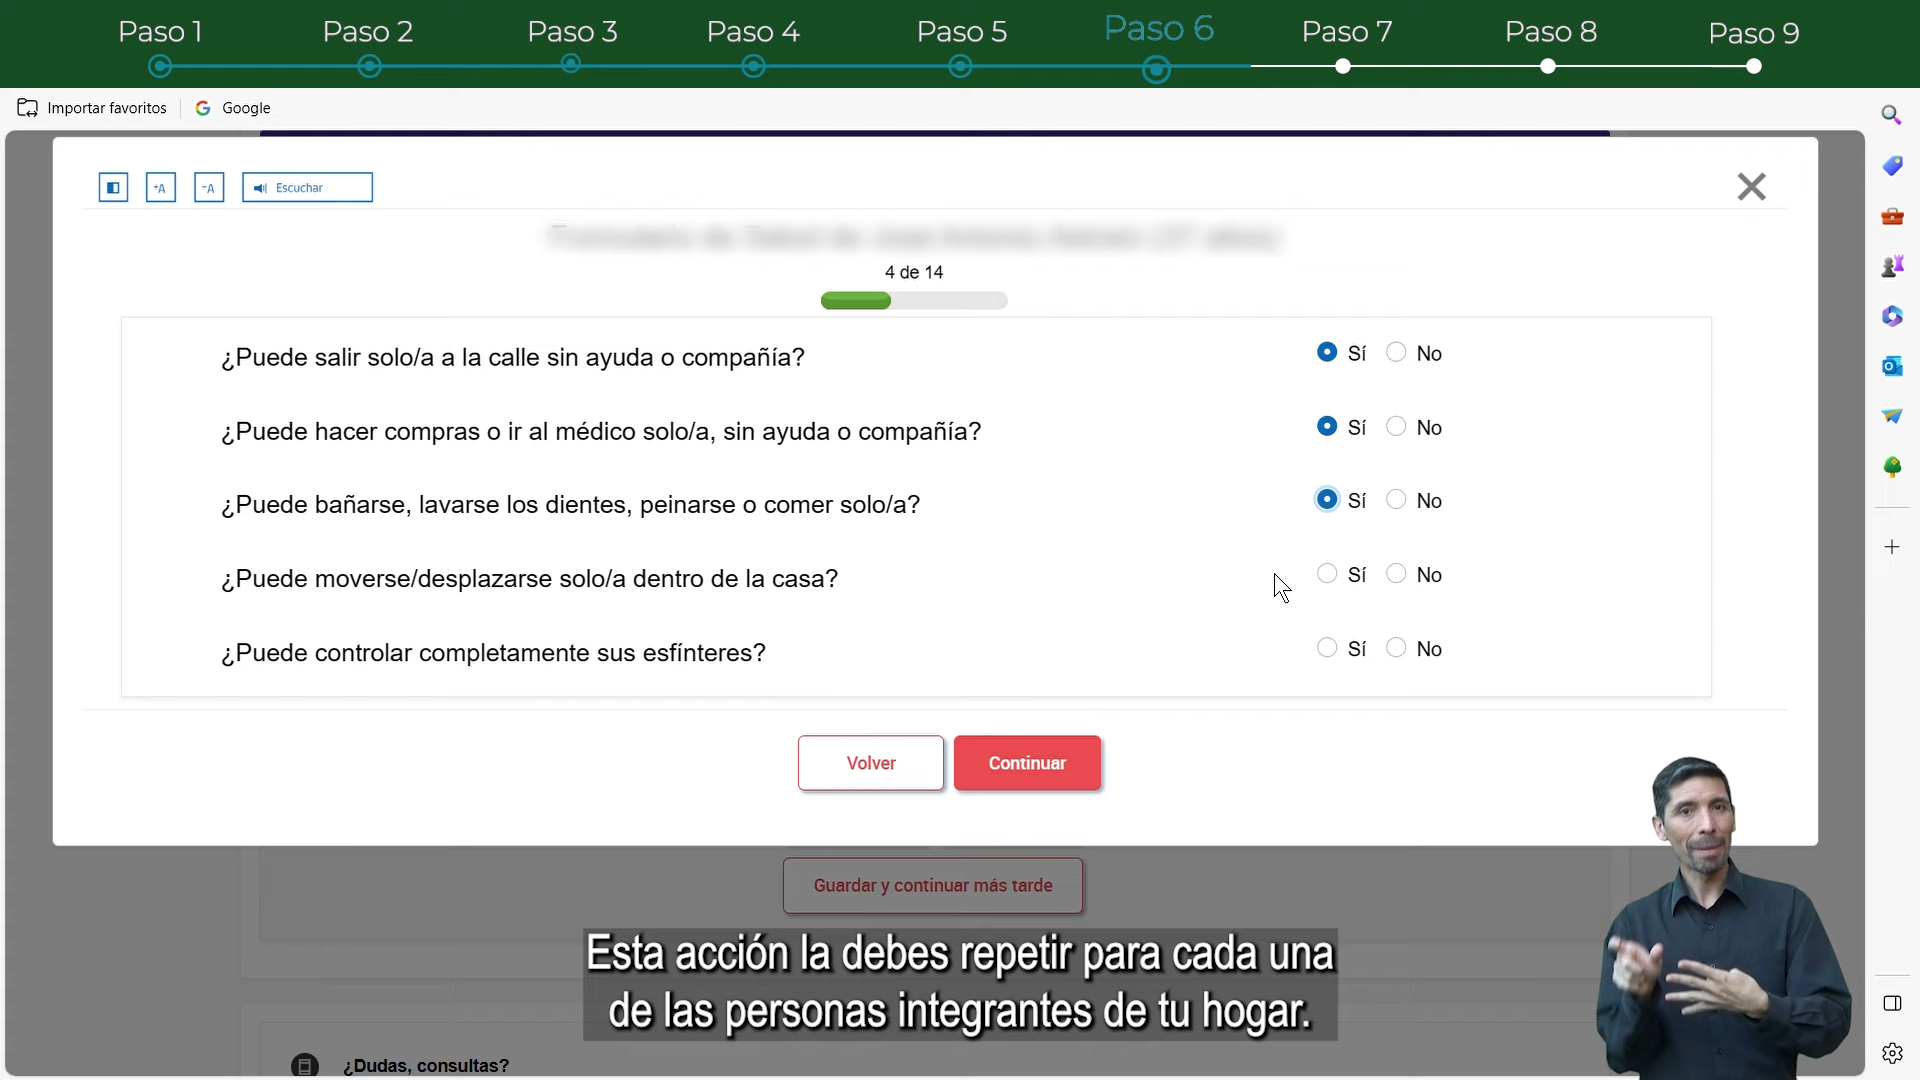 Paso 1 Paso 2 Paso 3 Paso 4 Paso 5 Paso 6 Paso 7 Paso 8 Paso 9
Importar favoritos Google
+A -A Escuchar
4 de 14
¿Puede salir solo/a a la calle sin ayuda o compañía? Sí No
¿Puede hacer compras o ir al médico solo/a, sin ayuda o compañía? Sí No
¿Puede bañarse, lavarse los dientes, peinarse o comer solo/a? Sí No
¿Puede moverse/desplazarse solo/a dentro de la casa? Sí No
¿Puede controlar completamente sus esfínteres? Sí No
Volver Continuar
Guardar y continuar más tarde
Esta acción la debes repetir para cada una
de las personas integrantes de tu hogar.
¿Dudas, consultas?